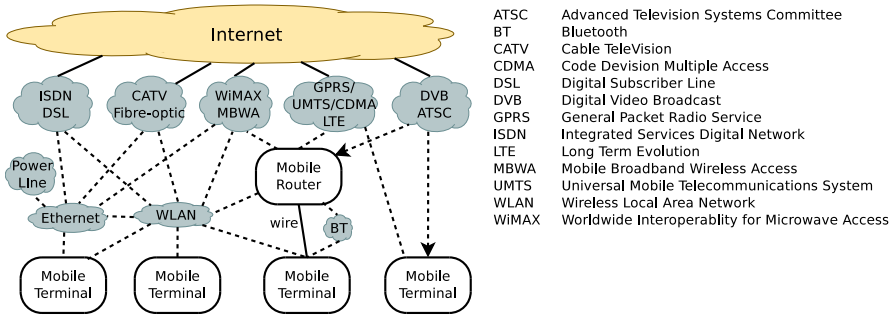 Internet
ISDN
DSL
CATV
Fibre-optic
WiMAX
MBWA
GPRS/
UMTS/CDMA
LTE
DVB
ATSC
Power
LIne
Mobile
Router
Ethernet
WLAN
wire
BT
Mobile
Terminal
Mobile
Terminal
Mobile
Terminal
Mobile
Terminal
ATSC Advanced Television Systems Committee
BT Bluetooth
CATV Cable TeleVision
CDMA Code Devision Multiple Access
DSL Digital Subscriber Line
DVB Digital Video Broadcast
GPRS General Packet Radio Service
ISDN Integrated Services Digital Network
LTE Long Term Evolution
MBWA Mobile Broadband Wireless Access
UMTS Universal Mobile Telecommunications System
WLAN Wireless Local Area Network
WiMAX Worldwide Interoperablity for Microwave Access